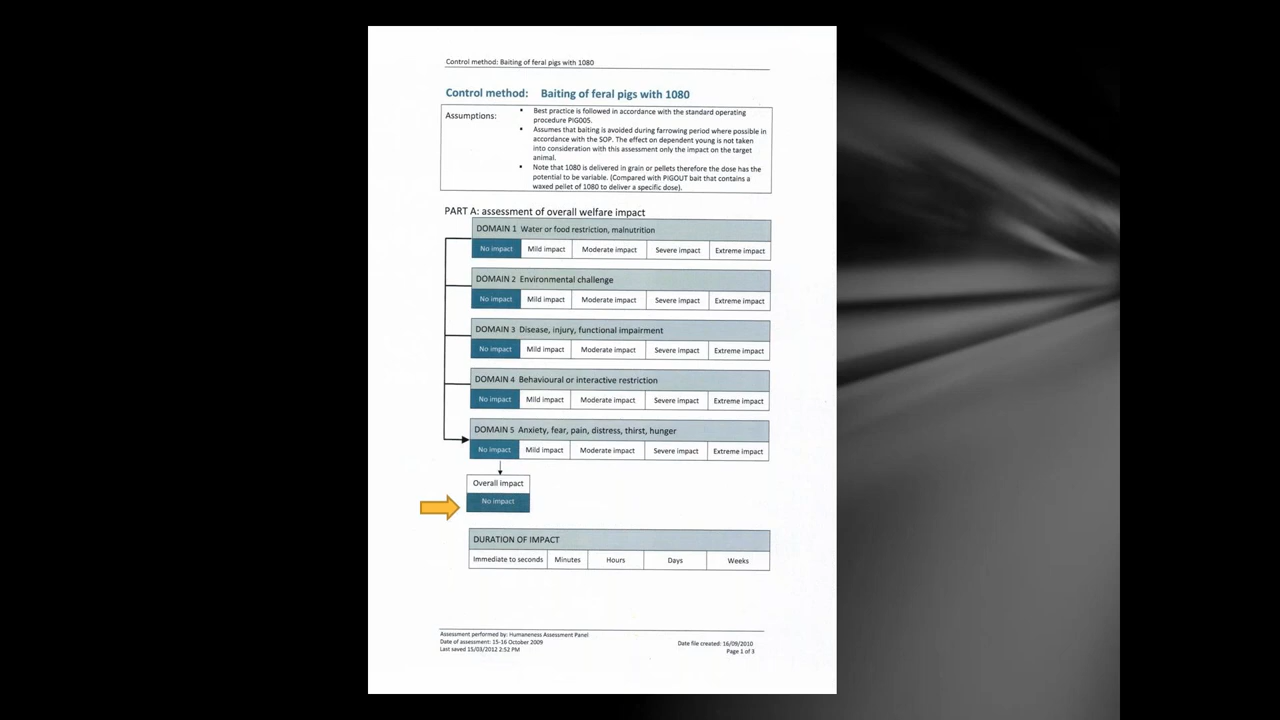 Control method: Baiting of feral pigs with 1080
Control method: Baiting of feral pigs with 1080
Assumptions:
• Best practice is followed in accordance with the standard operating
procedure PIG005.
• Assumes that baiting is avoided during farrowing period where possible in
accordance with the SOP. The effect on dependent young is not taken
into consideration with this assessment only the impact on the target
animal.
• Note that 1080 is delivered in grain or pellets therefore the dose has the
potential to be variable. (Compared with PIGOUT bait that contains a
waxed pellet of 1080 to deliver a specific dose).
PART A: assessment of overall welfare impact
DOMAIN 1 Water or food restriction, malnutrition
No impact Mild impact Moderate impact Severe impact Extreme impact
DOMAIN 2 Environmental challenge
No impact Mild impact Moderate impact Severe impact Extreme impact
DOMAIN 3 Disease, injury, functional impairment
No impact Mild impact Moderate impact Severe impact Extreme impact
DOMAIN 4 Behavioural or interactive restriction
No impact Mild impact Moderate impact Severe impact Extreme impact
DOMAIN 5 Anxiety, fear, pain, distress, thirst, hunger
No impact Mild impact Moderate impact Severe impact Extreme impact
Overall impact
No impact
DURATION OF IMPACT
Immediate to seconds Minutes Hours Days Weeks
Assessment performed by: Humaneness Assessment Panel
Date of assessment: 15-16 October 2009
Last saved 15/03/2012 2:52 PM
Date file created: 16/09/2010
Page 1 of 3